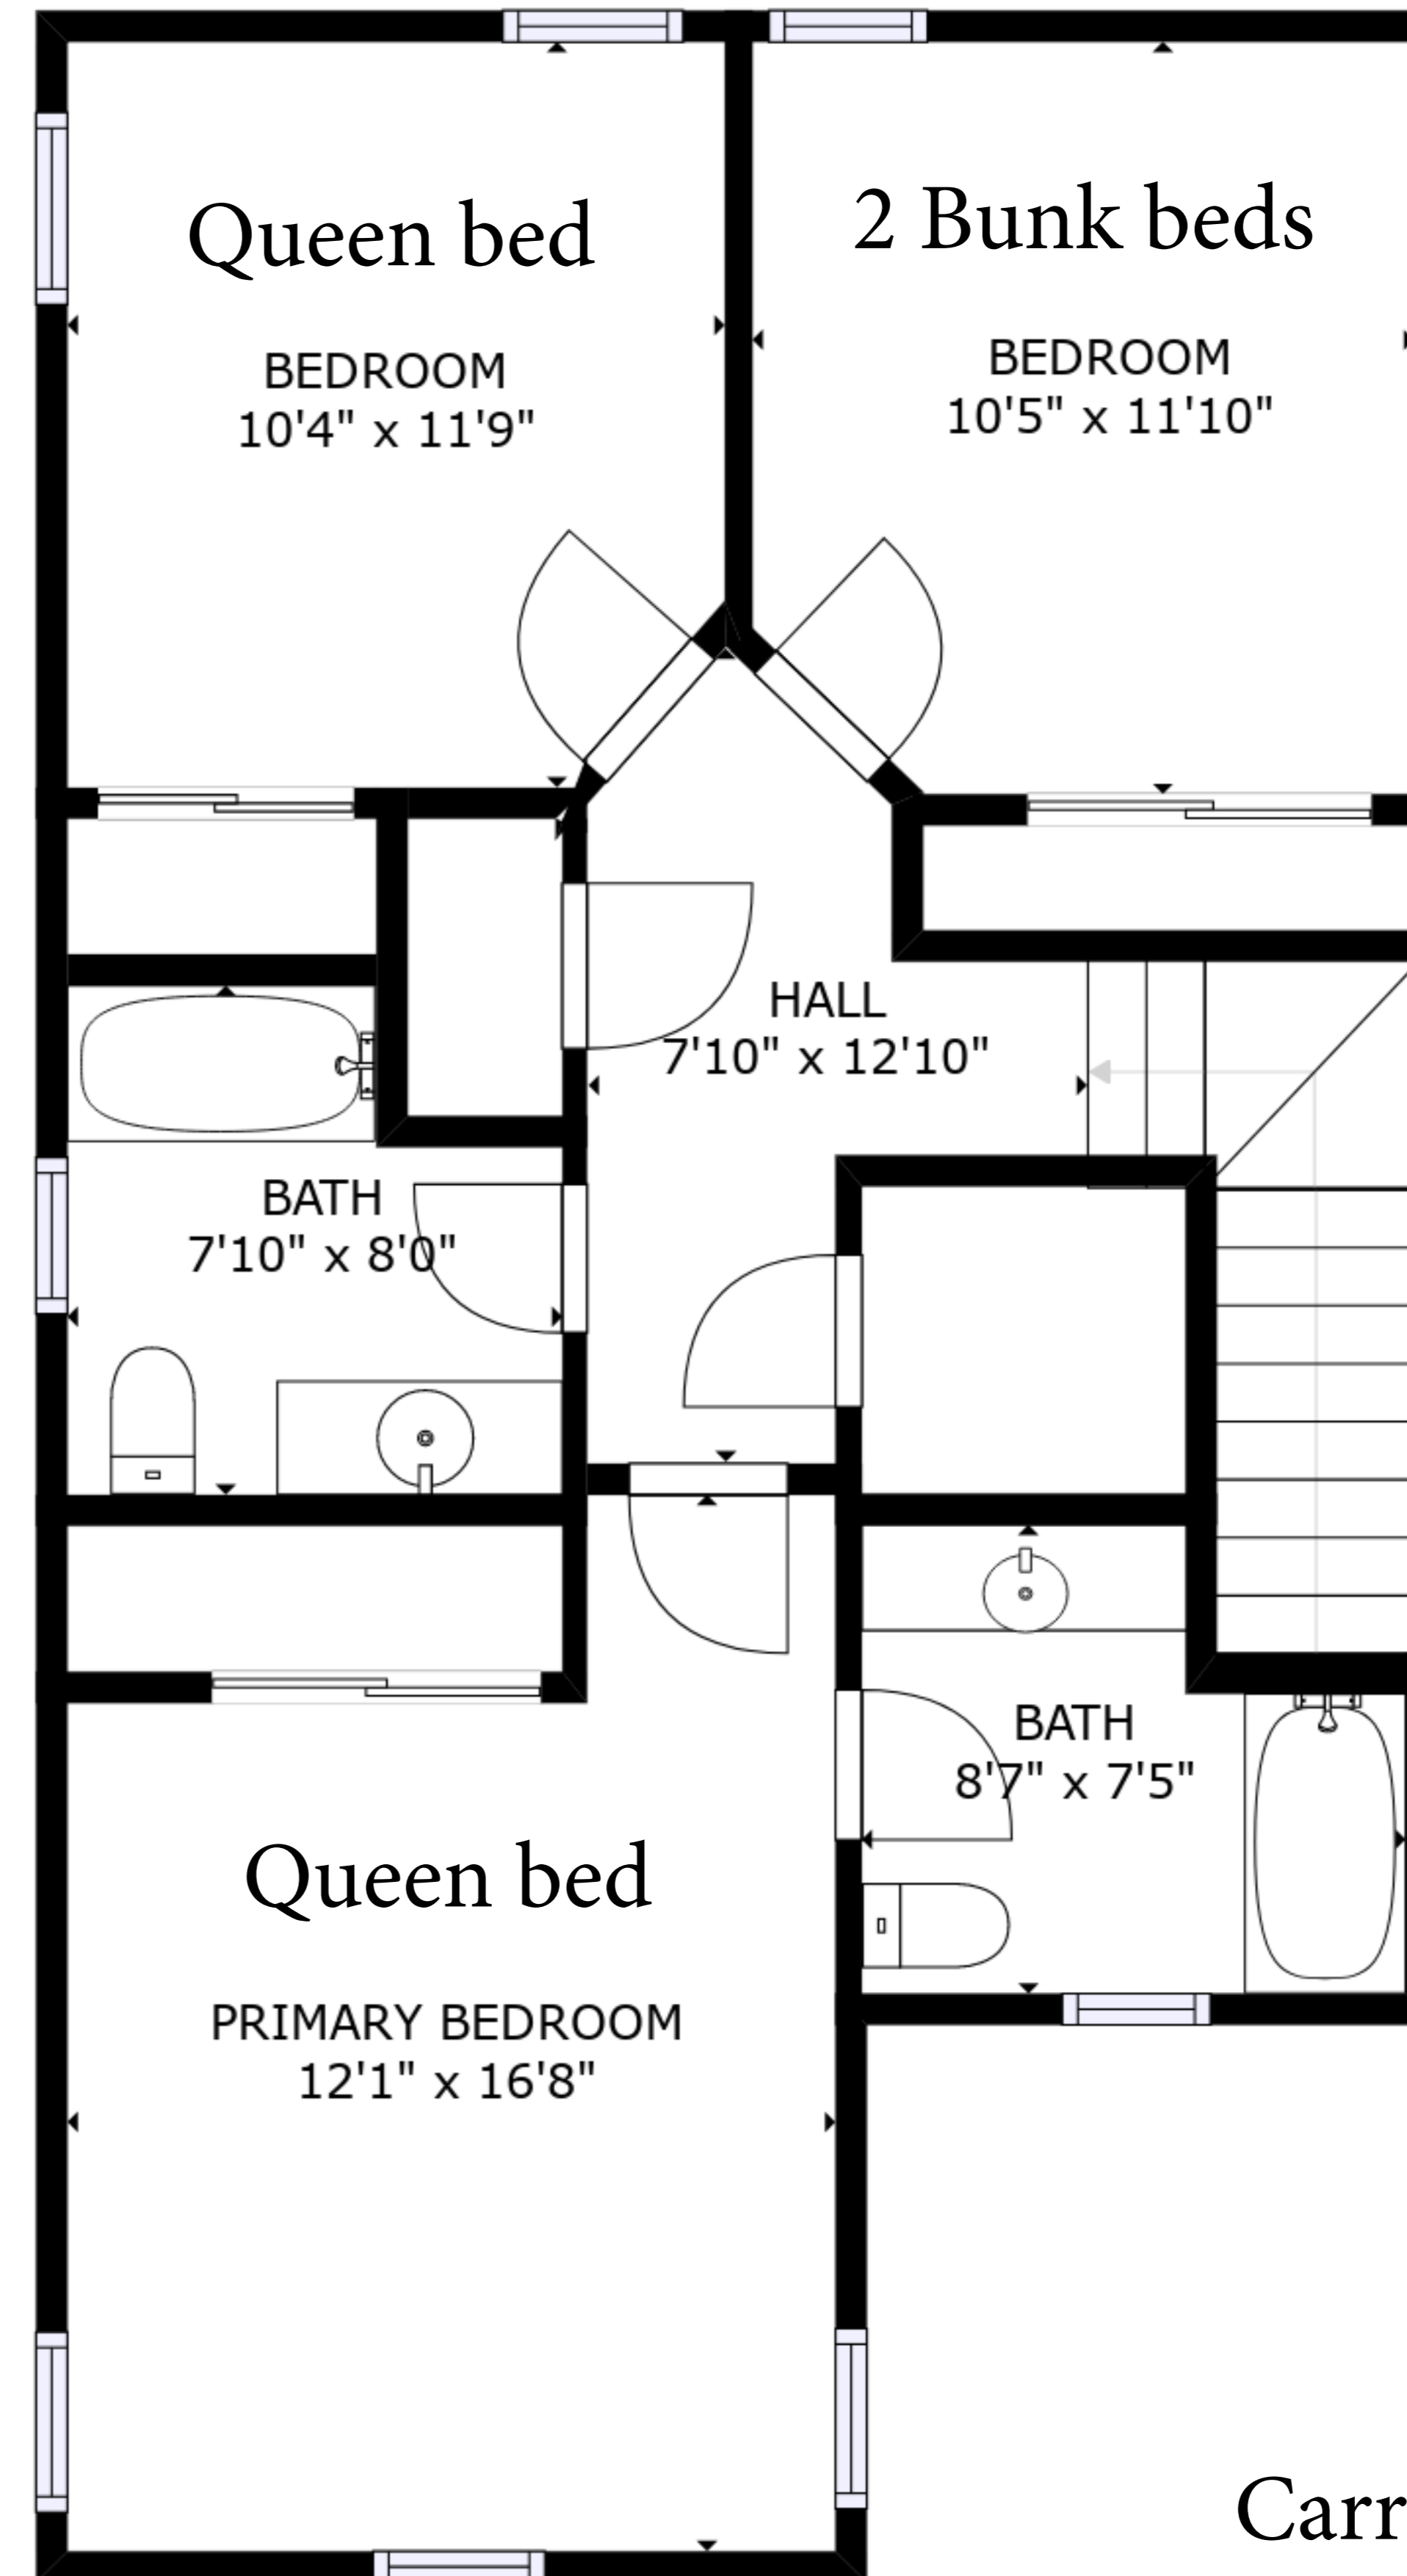 Queen bed
BEDROOM
10'4" x 11'9"
2 Bunk beds
BEDROOM
10'5" x 11'10"
HALL
7'10" x 12'10"
BATH
7'10" x 8'0"
BATH
8'7" x 7'5"
Queen bed
PRIMARY BEDROOM
12'1" x 16'8"
Carr